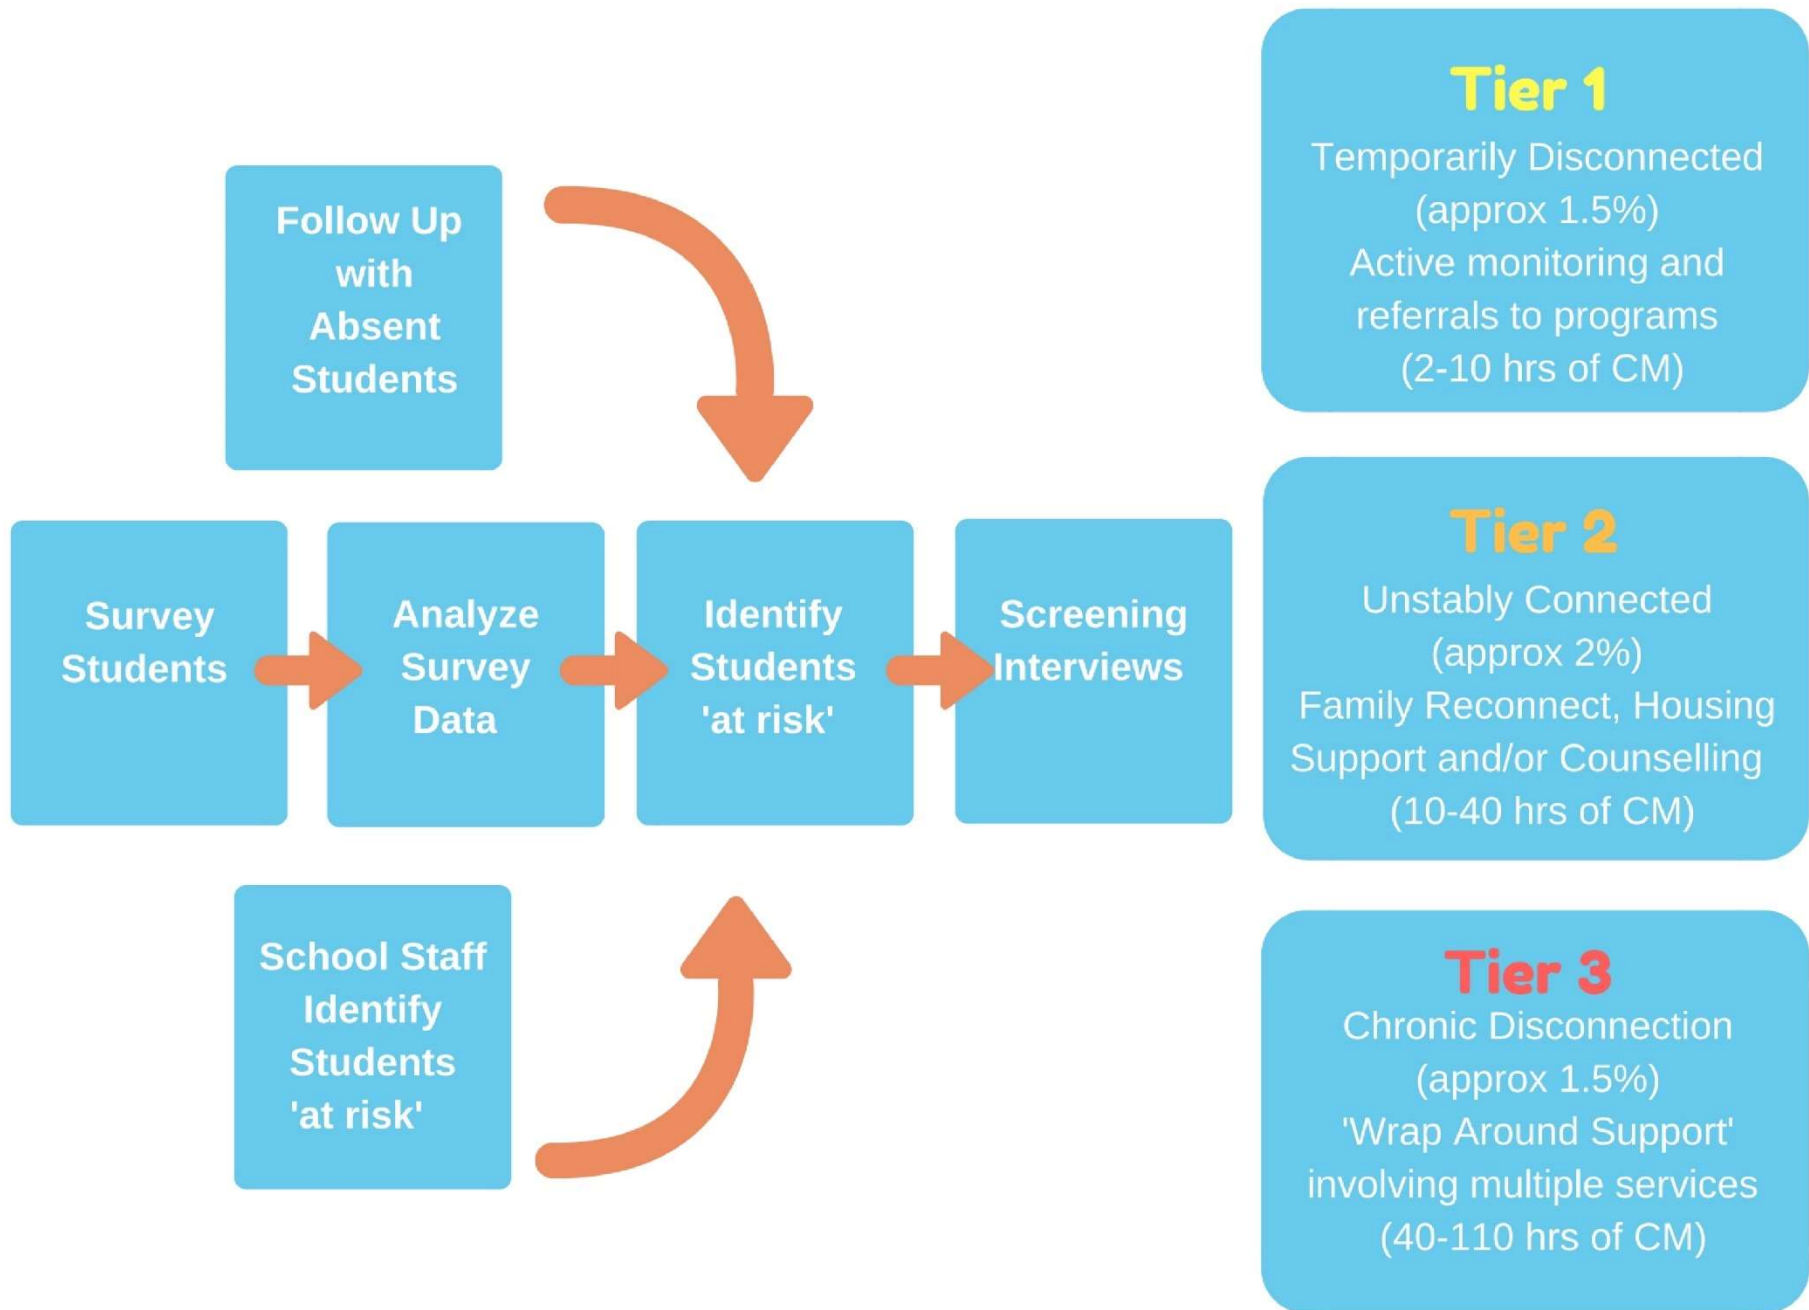 Follow Up
with
Absent
Students
Survey
Students
Analyze
Survey
Data
Identify
Students
'at risk'
Screening
Interviews
School Staff
Identify
Students
'at risk'
Tier 1
Temporarily Disconnected
(approx 1.5%)
Active monitoring and
referrals to programs
(2-10 hrs of CM)
Tier 2
Unstably Connected
(approx 2%)
Family Reconnect, Housing
Support and/or Counselling
(10-40 hrs of CM)
Tier 3
Chronic Disconnection
(approx 1.5%)
'Wrap Around Support'
involving multiple services
(40-110 hrs of CM)